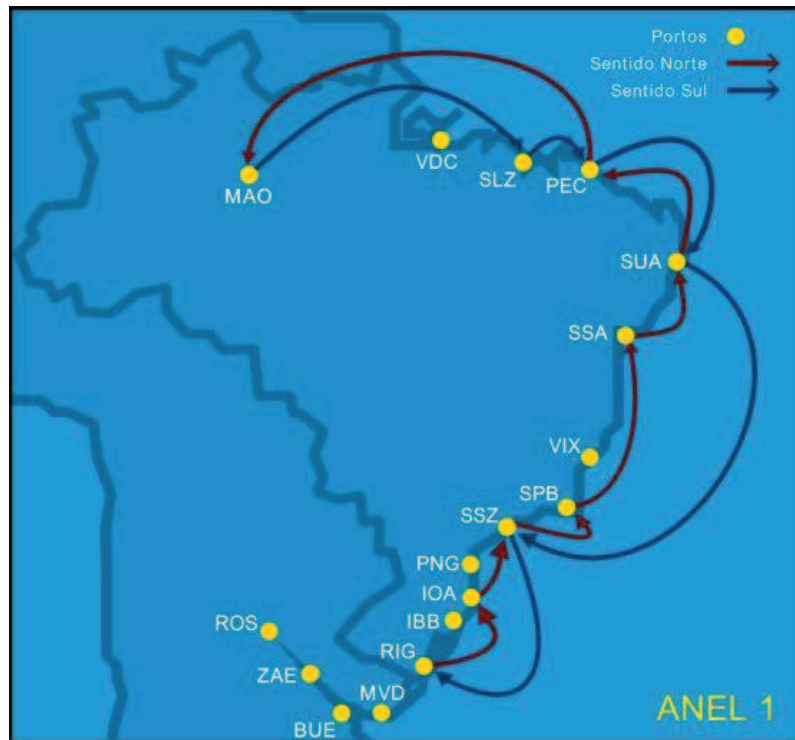 Portos
Sentido Norte
Sentido Sul
VDC
SLZ
PEC
MAO
SUA
SSA
VIX
SPB
SSZ
PNG
IOA
IBB
ROS
RIG
ZAE
MVD
BUE
ANEL 1